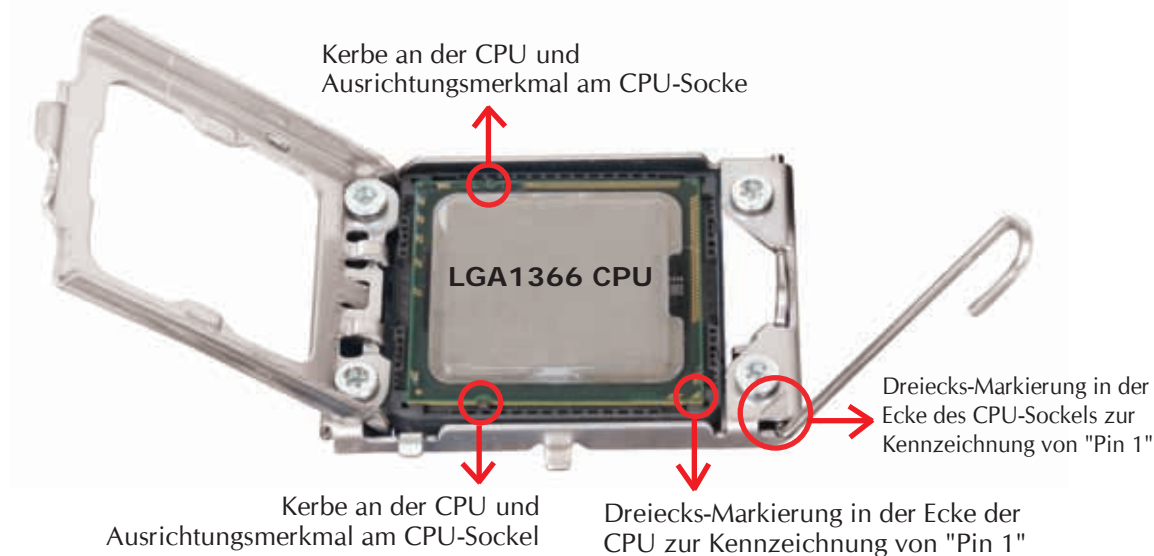 Kerbe an der CPU und
Ausrichtungsmerkmal am CPU-Socke
LGA1366 CPU
Dreiecks-Markierung in der
Ecke des CPU-Sockels zur
Kennzeichnung von "Pin 1"
Kerbe an der CPU und
Ausrichtungsmerkmal am CPU-Sockel
Dreiecks-Markierung in der Ecke der
CPU zur Kennzeichnung von "Pin 1"